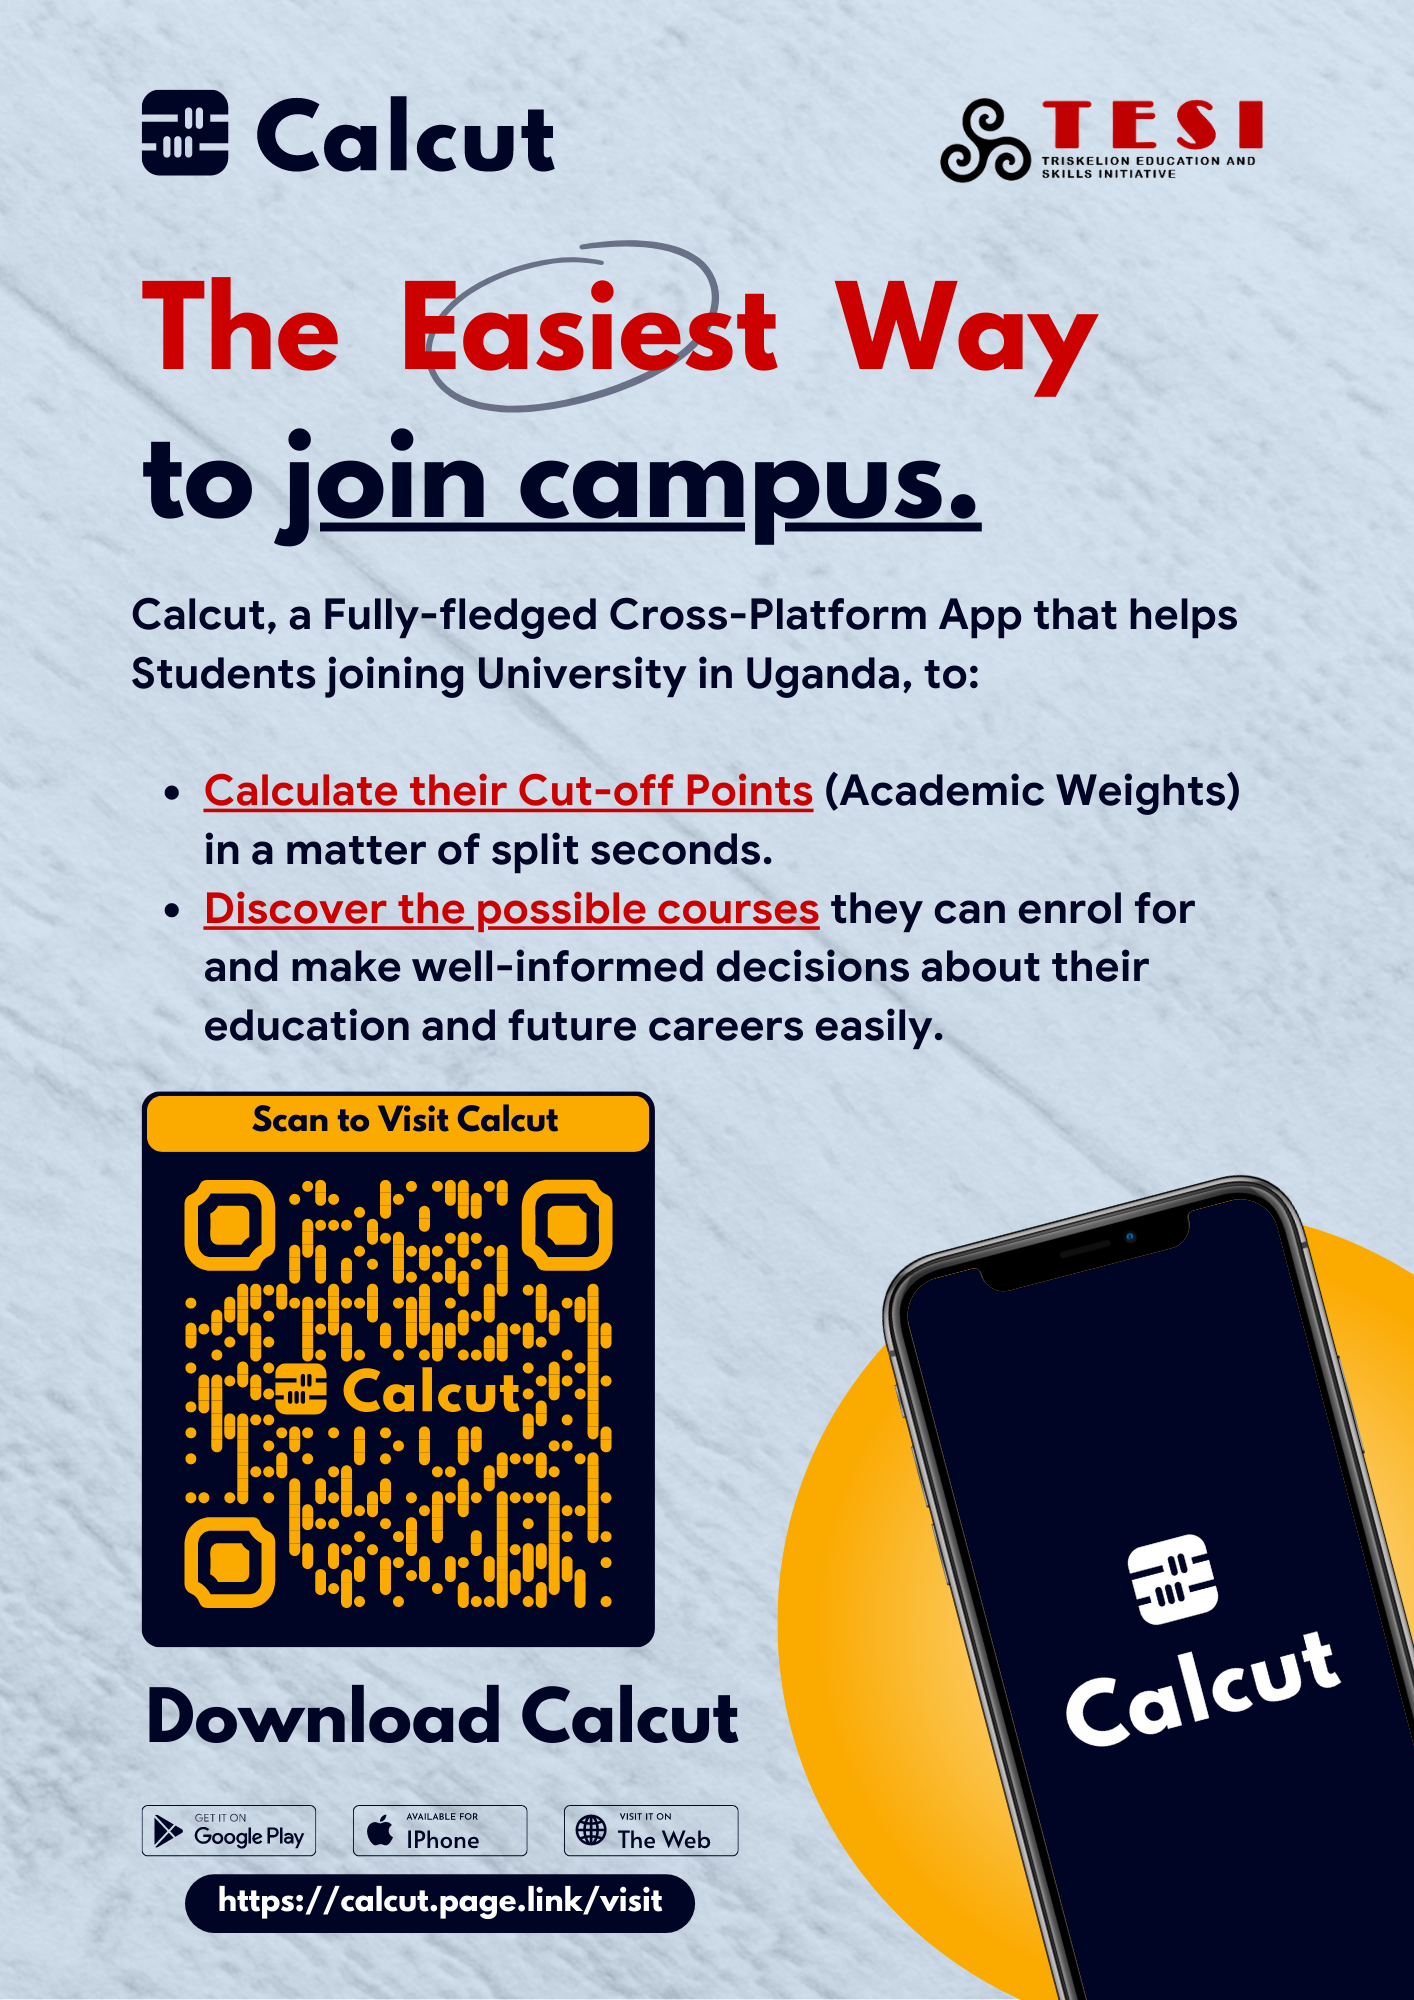 Calcut
TESI
TRISKELION EDUCATION AND
SKILLS INITIATIVE
The Easiest Way
to join campus.
Calcut, a Fully-fledged Cross-Platform App that helps
Students joining University in Uganda, to:
• Calculate their Cut-off Points (Academic Weights)
in a matter of split seconds.
• Discover the possible courses they can enrol for
and make well-informed decisions about their
education and future careers easily.
Scan to Visit Calcut
Calcut
Calcut
Download Calcut
GET IT ON
Google Play
AVAILABLE FOR
IPhone
VISIT IT ON
The Web
https://calcut.page.link/visit